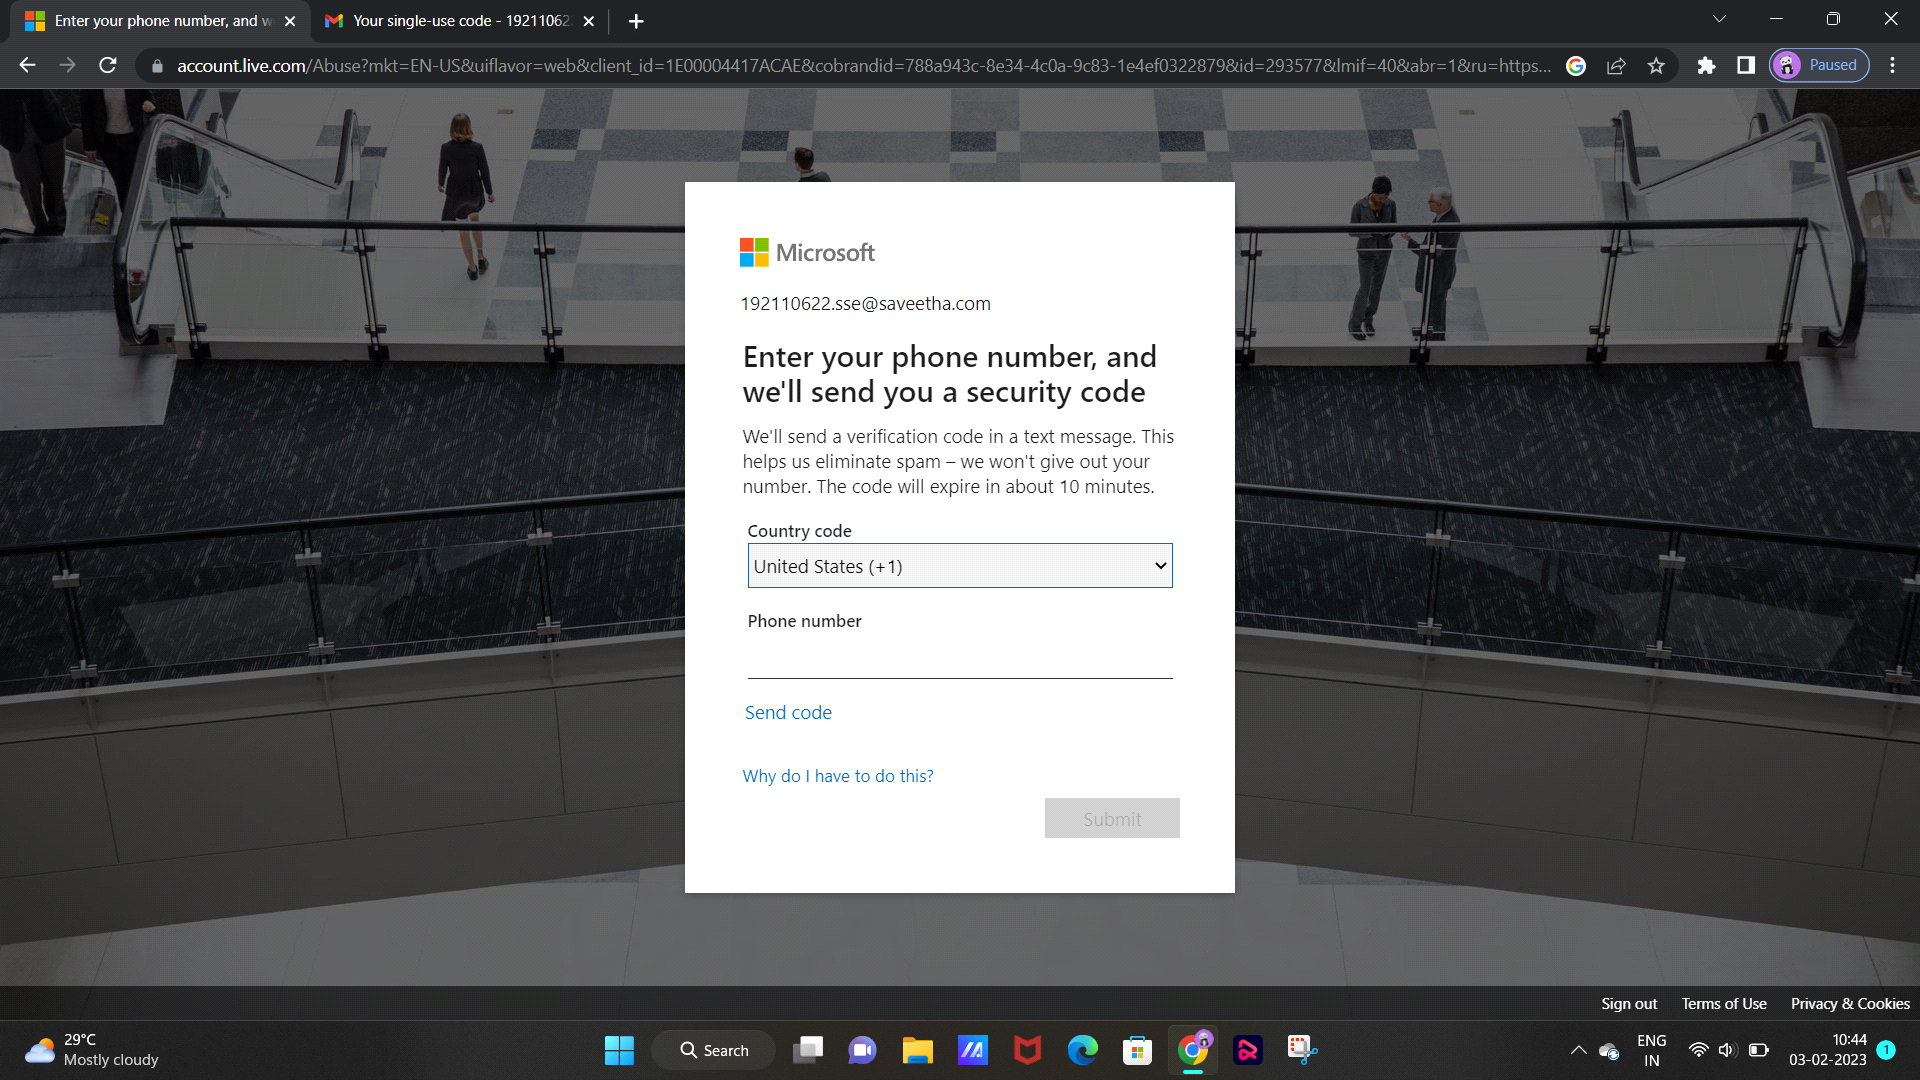 Enter your phone number, and w
Your single-use code - 19211062
account.live.com/Abuse?mkt=EN-US&uiflavor=web&client_id=1E00004417ACAE&cobrandid=788a943c-8e34-4c0a-9c83-1e4ef0322879&id=293577&lmif=40&abr=1&ru=https...
Paused
Microsoft
192110622.sse@saveetha.com
Enter your phone number, and
we'll send you a security code
We'll send a verification code in a text message. This
helps us eliminate spam – we won't give out your
number. The code will expire in about 10 minutes.
Country code
United States (+1)
Phone number
Send code
Why do I have to do this?
Submit
Sign out Terms of Use Privacy & Cookies
29°C
Mostly cloudy
Search
ENG
IN
10:44
03-02-2023
1